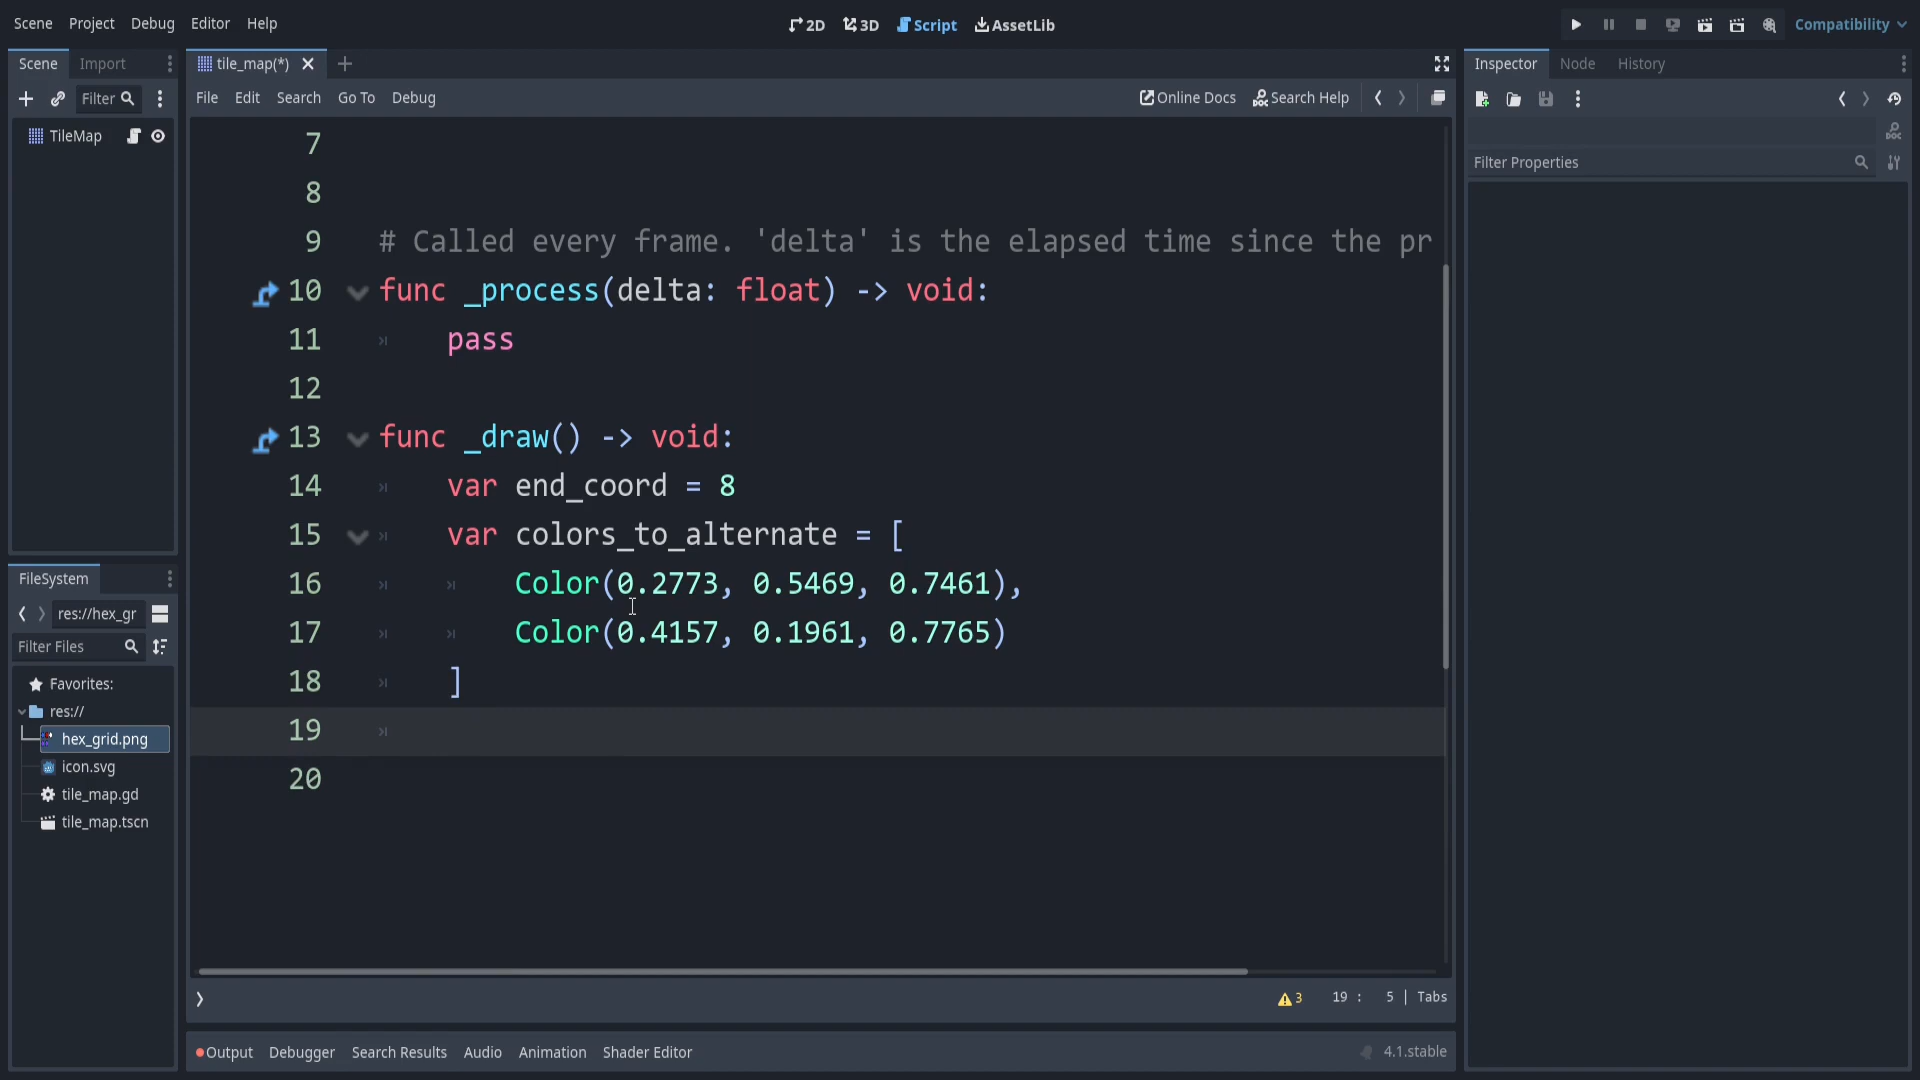 Scene Project Debug Editor Help
2D 3D Script AssetLib
Compatibility
Scene Import
tile_map(*)
Inspector Node History
Filter
File Edit Search Go To Debug
Online Docs Search Help
TileMap
Filter Properties
7
8
9 # Called every frame. 'delta' is the elapsed time since the pr
10 func _process(delta: float) -> void:
11 pass
12
13 func _draw() -> void:
14 var end_coord = 8
15 var colors_to_alternate = [
16 Color(0.2773, 0.5469, 0.7461),
17 Color(0.4157, 0.1961, 0.7765)
18 ]
19
20
FileSystem
res://hex_gr
Filter Files
Favorites:
res://
hex_grid.png
icon.svg
tile_map.gd
tile_map.tscn
3 19 : 5 | Tabs
Output Debugger Search Results Audio Animation Shader Editor
4.1.stable